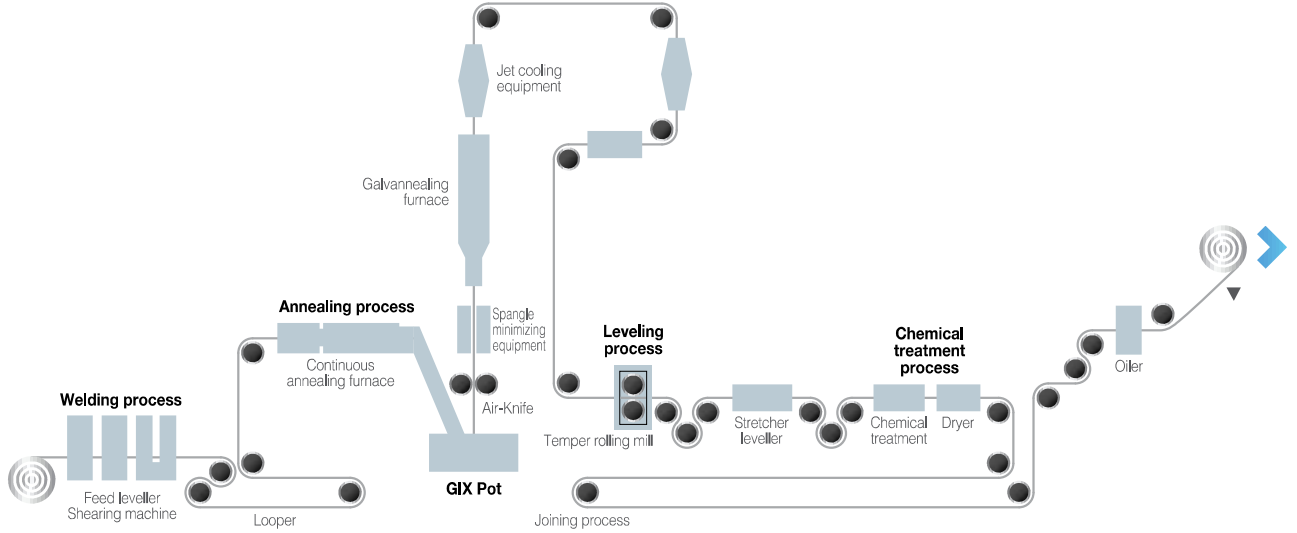 Jet cooling
equipment
Galvannealing
furnace
Annealing process
Spangle
minimizing
equipment
Leveling
process
Chemical
treatment
process
Continuous
annealing furnace
Oiler
Welding process
Air-Knife
Stretcher
leveller
Chemical
treatment
Dryer
Temper rolling mill
GIX Pot
Feed leveller
Shearing machine
Looper
Joining process